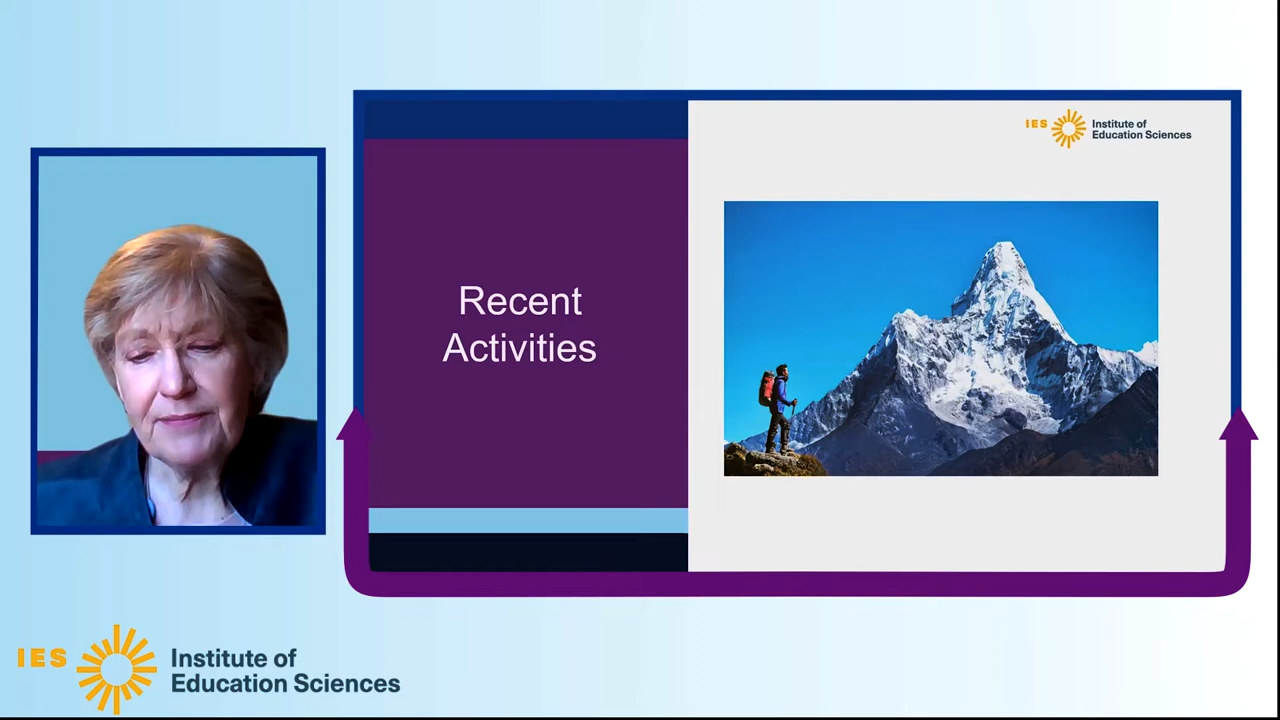 IES Institute of
Education Sciences
Recent
Activities
IES Institute of
Education Sciences